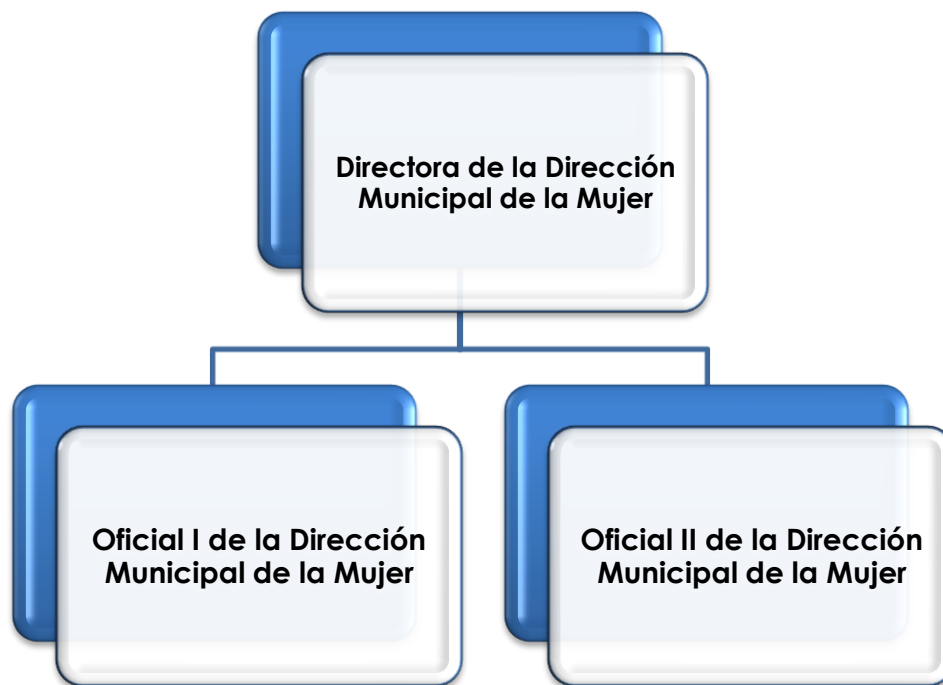 Directora de la Dirección
Municipal de la Mujer
Oficial I de la Dirección
Municipal de la Mujer
Oficial II de la Dirección
Municipal de la Mujer